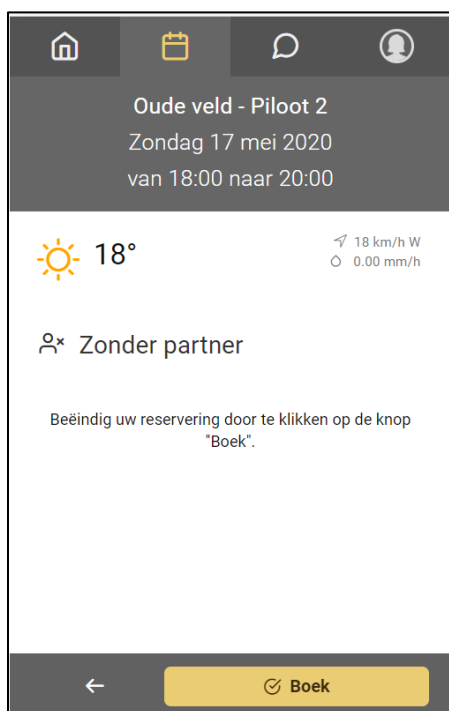 Oude veld - Piloot 2
Zondag 17 mei 2020
van 18:00 naar 20:00
18°
18 km/h W
0.00 mm/h
Zonder partner
Beëindig uw reservering door te klikken op de knop
"Boek".
Boek